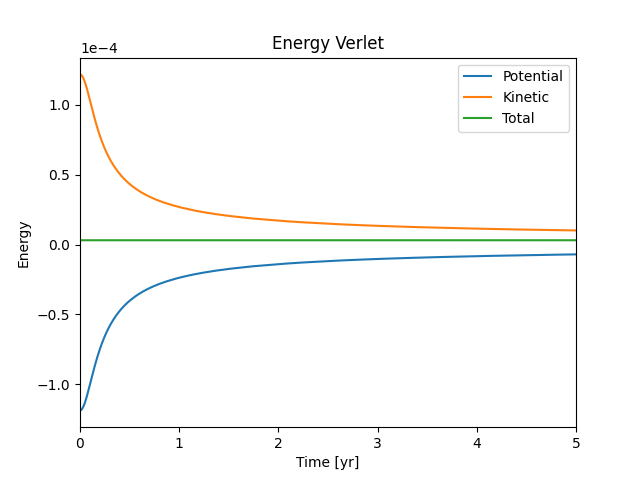 Energy Verlet
1e−4
Potential
Kinetic
Total
1.0
0.5
0.0
−0.5
−1.0
Energy
0 1 2 3 4 5
Time [yr]